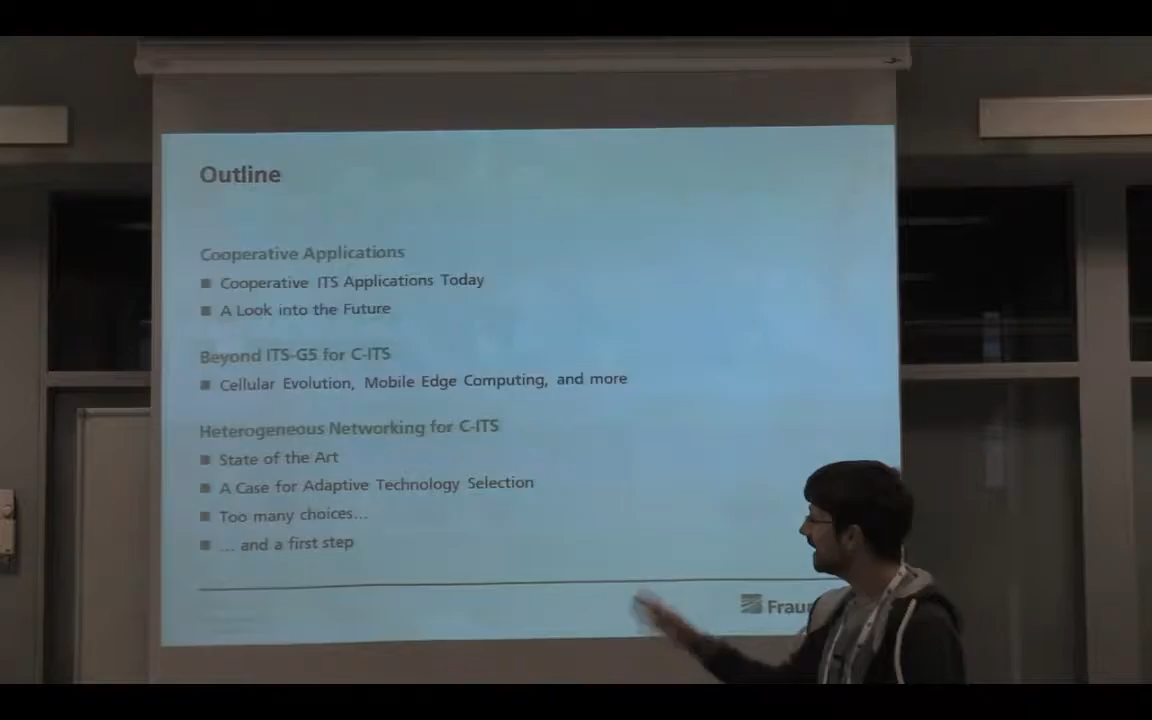 Outline
Cooperative Applications
Cooperative ITS Applications Today
A Look into the Future
Beyond ITS-G5 for C-ITS
Cellular Evolution, Mobile Edge Computing, and more
Heterogeneous Networking for C-ITS
State of the Art
A Case for Adaptive Technology Selection
Too many choices...
... and a first step
Frau